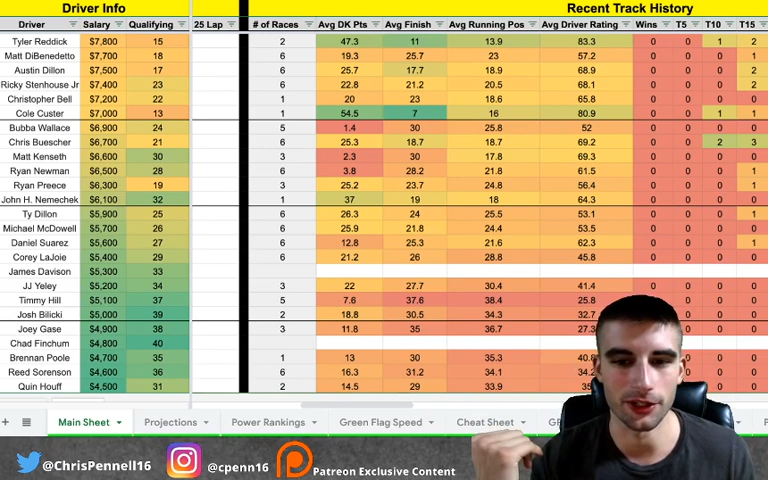 Driver Info Recent Track History
Driver Salary Qualifying 25 Lap # of Races Avg DK Pts Avg Finish Avg Running Pos Avg Driver Rating Wins T5 T10 T15
Tyler Reddick $7,800 15 2 47.3 11 13.9 83.3 0 0 1 2
Matt DiBenedetto $7,700 18 6 19.3 25.7 23 57.2 0 0 0 1
Austin Dillon $7,500 17 6 25.7 17.7 18.9 68.9 0 0 0 2
Ricky Stenhouse Jr $7,400 23 6 22.8 21.2 20.5 68.1 0 0 0 2
Christopher Bell $7,200 22 1 20 23 18.6 65.8 0 0 0 0
Cole Custer $7,000 13 1 54.5 7 16 80.9 0 0 1 1
Bubba Wallace $6,900 24 5 1.4 30 25.8 52 0 0 0 0
Chris Buescher $6,700 21 6 25.3 18.7 18.7 69.2 0 0 2 3
Matt Kenseth $6,600 30 3 2.3 30 17.8 69.3 0 0 0 0
Ryan Newman $6,500 28 6 3.8 28.2 21.8 61.5 0 0 0 1
Ryan Preece $6,300 19 3 25.2 23.7 24.8 56.4 0 0 0 1
John H. Nemechek $6,100 32 1 37 19 18 64.3 0 0 0 0
Ty Dillon $5,900 25 6 26.3 24 25.5 53.1 0 0 0 1
Michael McDowell $5,700 26 6 25.9 21.8 24.4 53.5 0 0 0 0
Daniel Suarez $5,600 27 6 12.8 25.3 21.6 62.3 0 0 0 1
Corey LaJoie $5,400 29 6 21.2 26 28.8 45.8 0 0 0 0
James Davison $5,300 33
JJ Yeley $5,200 34 3 22 27.7 30.4 41.4 0 0 0 0
Timmy Hill $5,100 37 5 7.6 37.6 38.4 25.8 0 0 0 0
Josh Bilicki $5,000 39 2 18.8 30.5 34.3 32.7 0 0
Joey Gase $4,900 38 3 11.8 35 36.7 27.3 0 0
Chad Finchum $4,800 40
Brennan Poole $4,700 35 1 13 30 35.3 40.8 0 0
Reed Sorenson $4,600 36 6 16.3 31.2 34.1 34.2 0 0
Quin Houff $4,500 31 2 14.5 29 33.9 35 0 0
Main Sheet Projections Power Rankings Green Flag Speed Cheat Sheet
@ChrisPennell16 @cpenn16 Patreon Exclusive Content